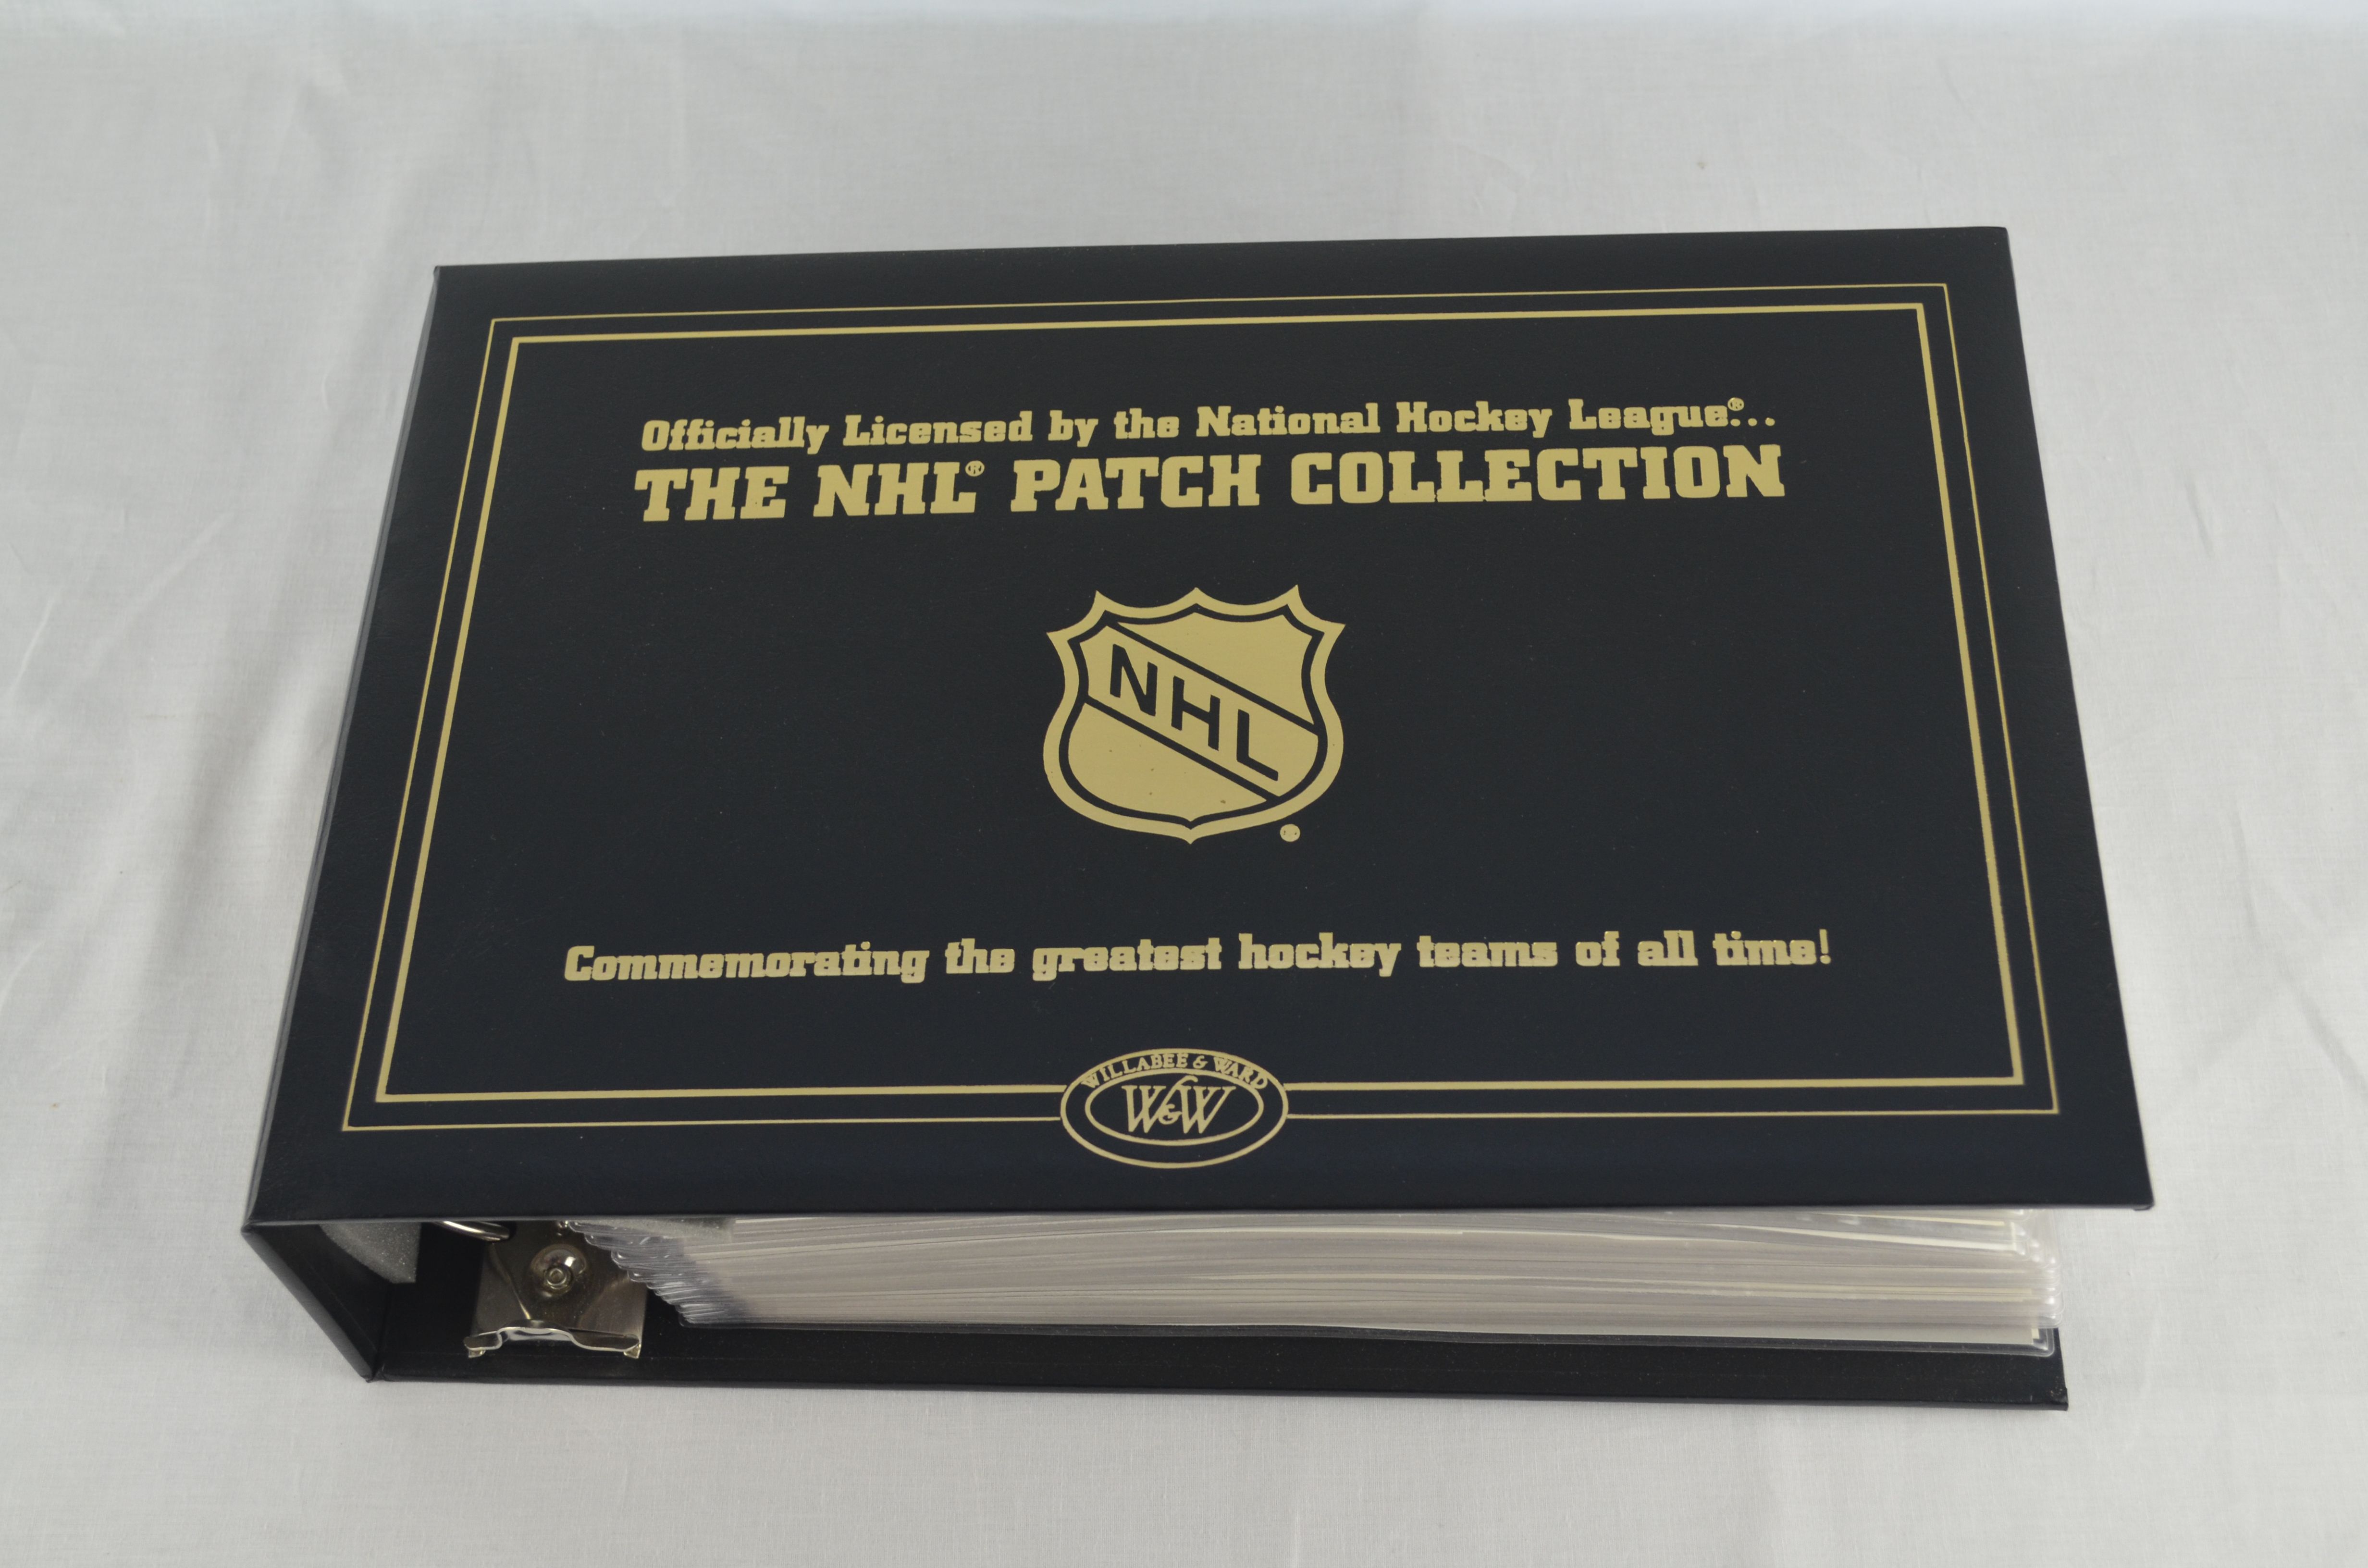 Officially Licensed by the National Hockey League®...
THE NHL® PATCH COLLECTION
NHL
Commemorating the greatest hockey teams of all time!
WILLABEE & WARD
W&W